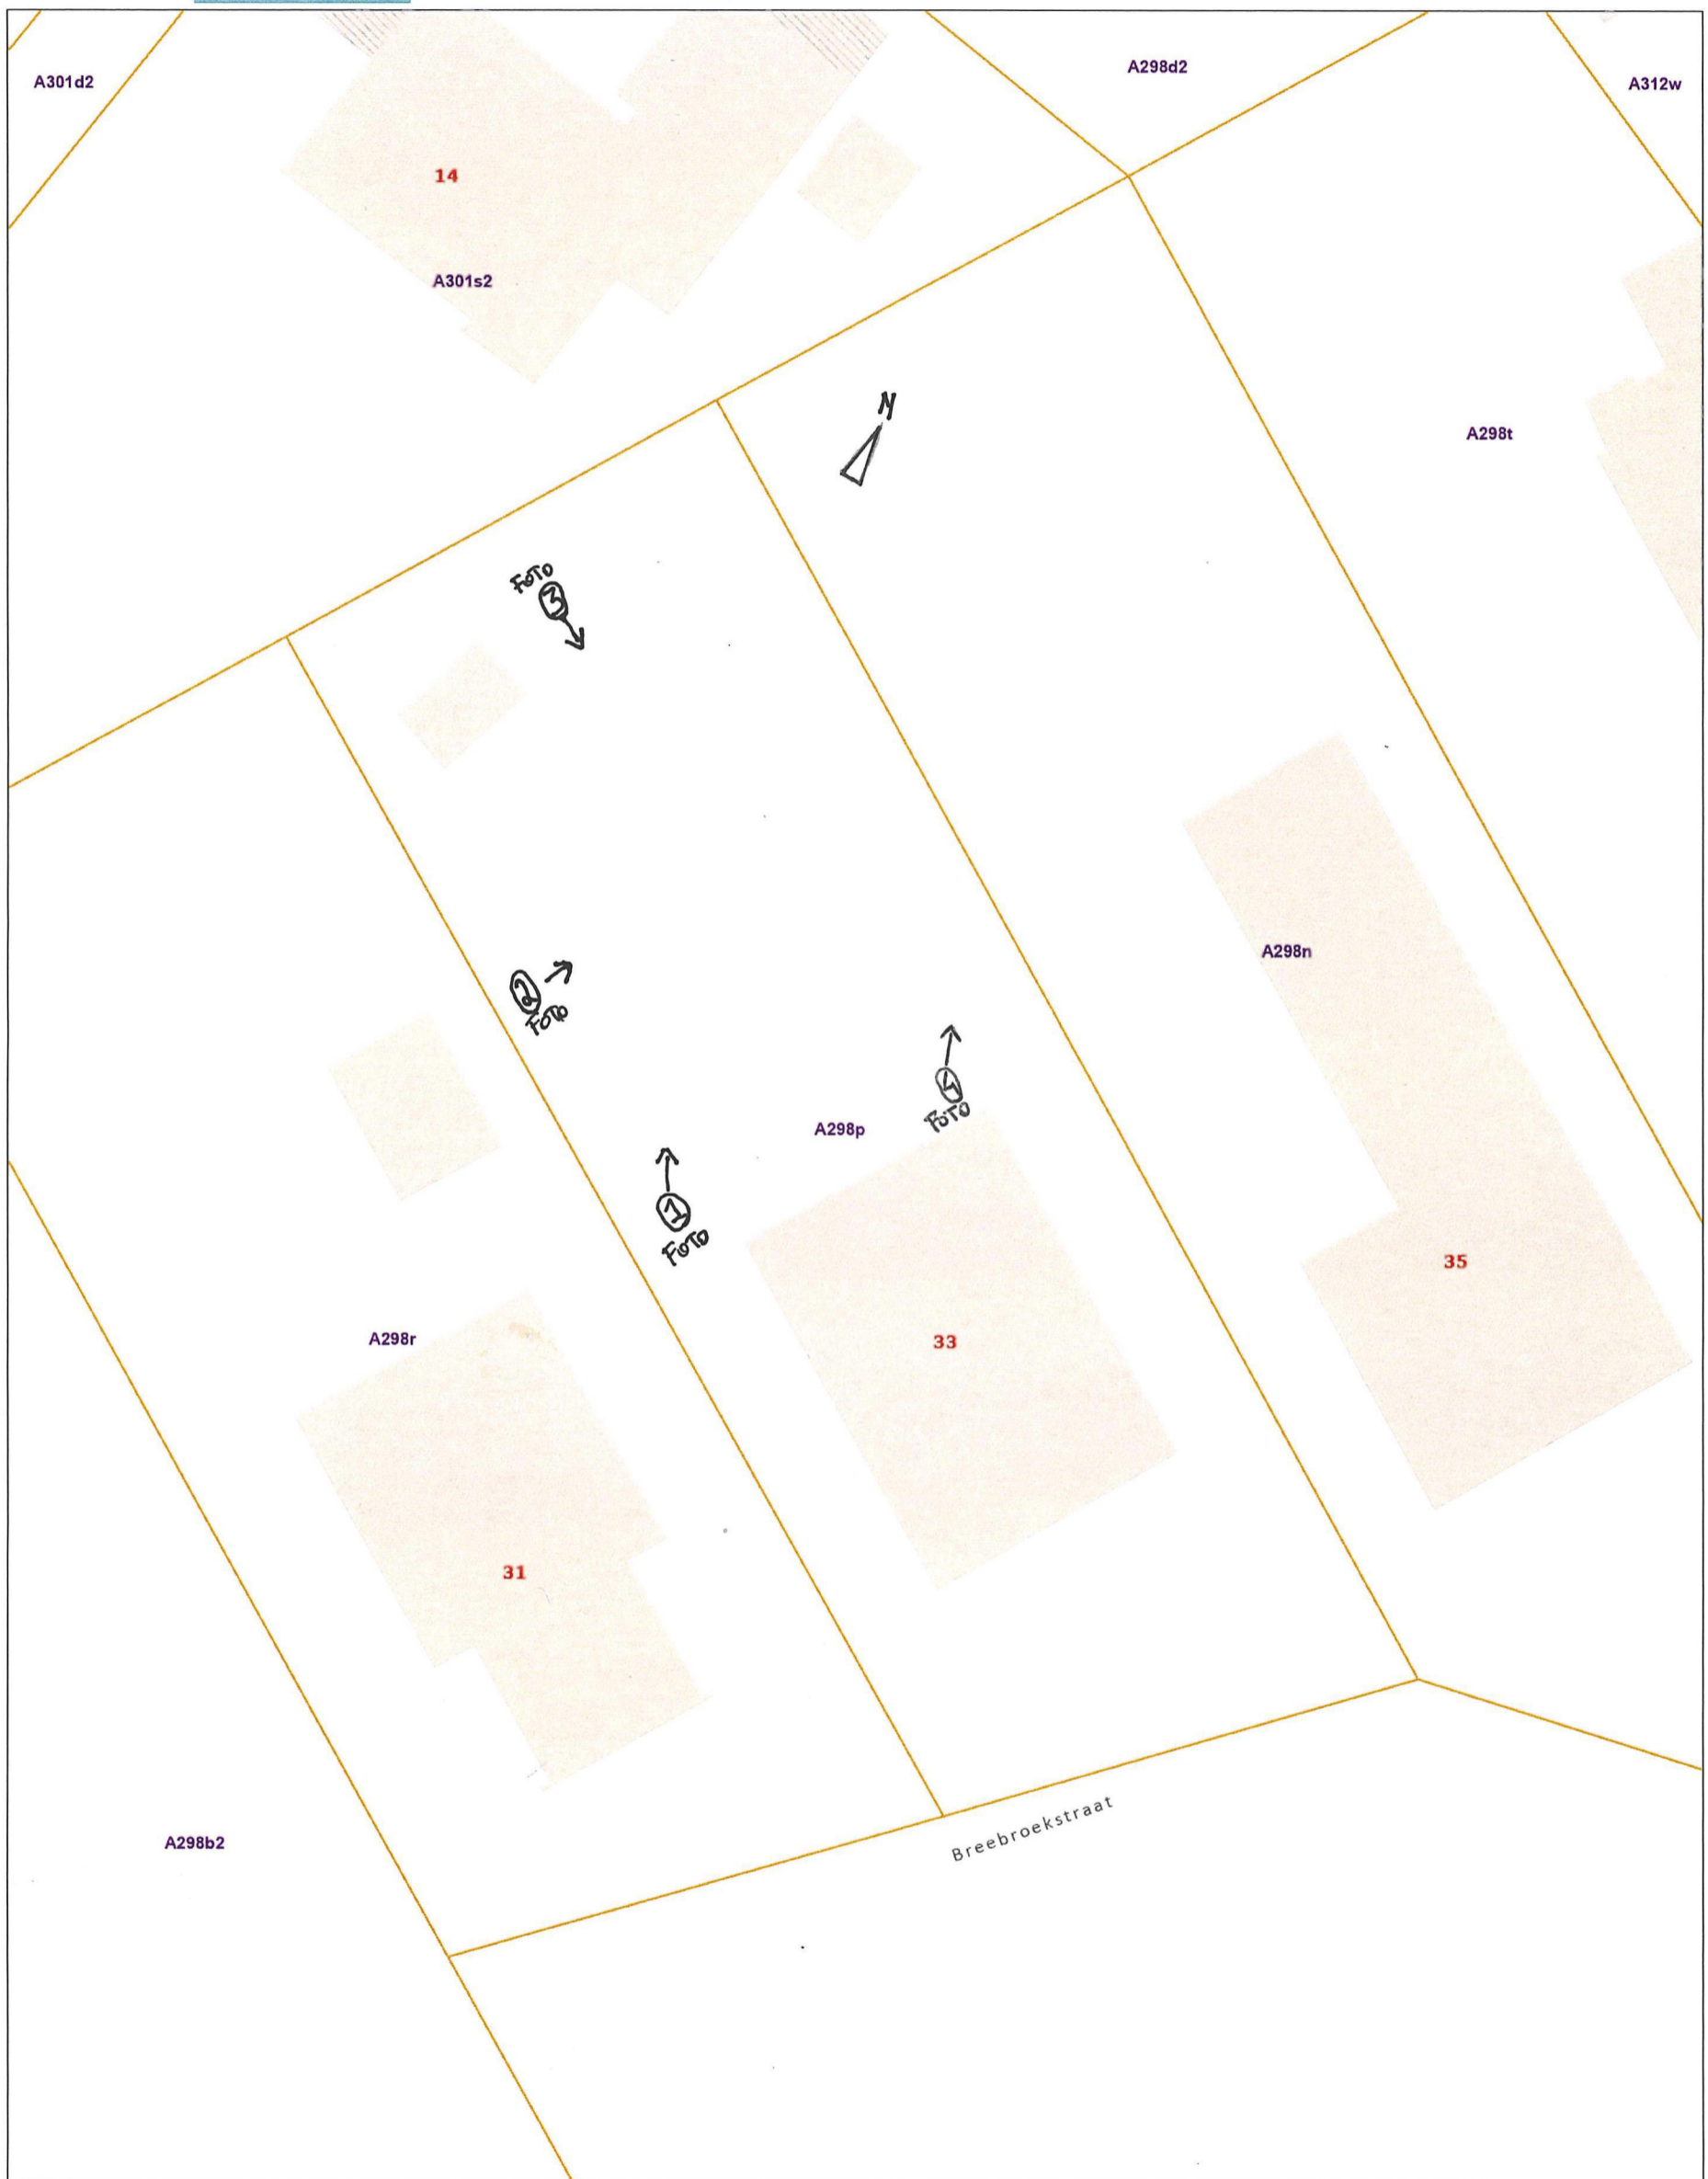 A301d2
A298d2
A312w
14
A301s2
N
A298t
FOTO
3
A298n
2
FOTO
4
FOTO
A298p
1
FOTO
35
A298r
33
31
Breebroekstraat
A298b2